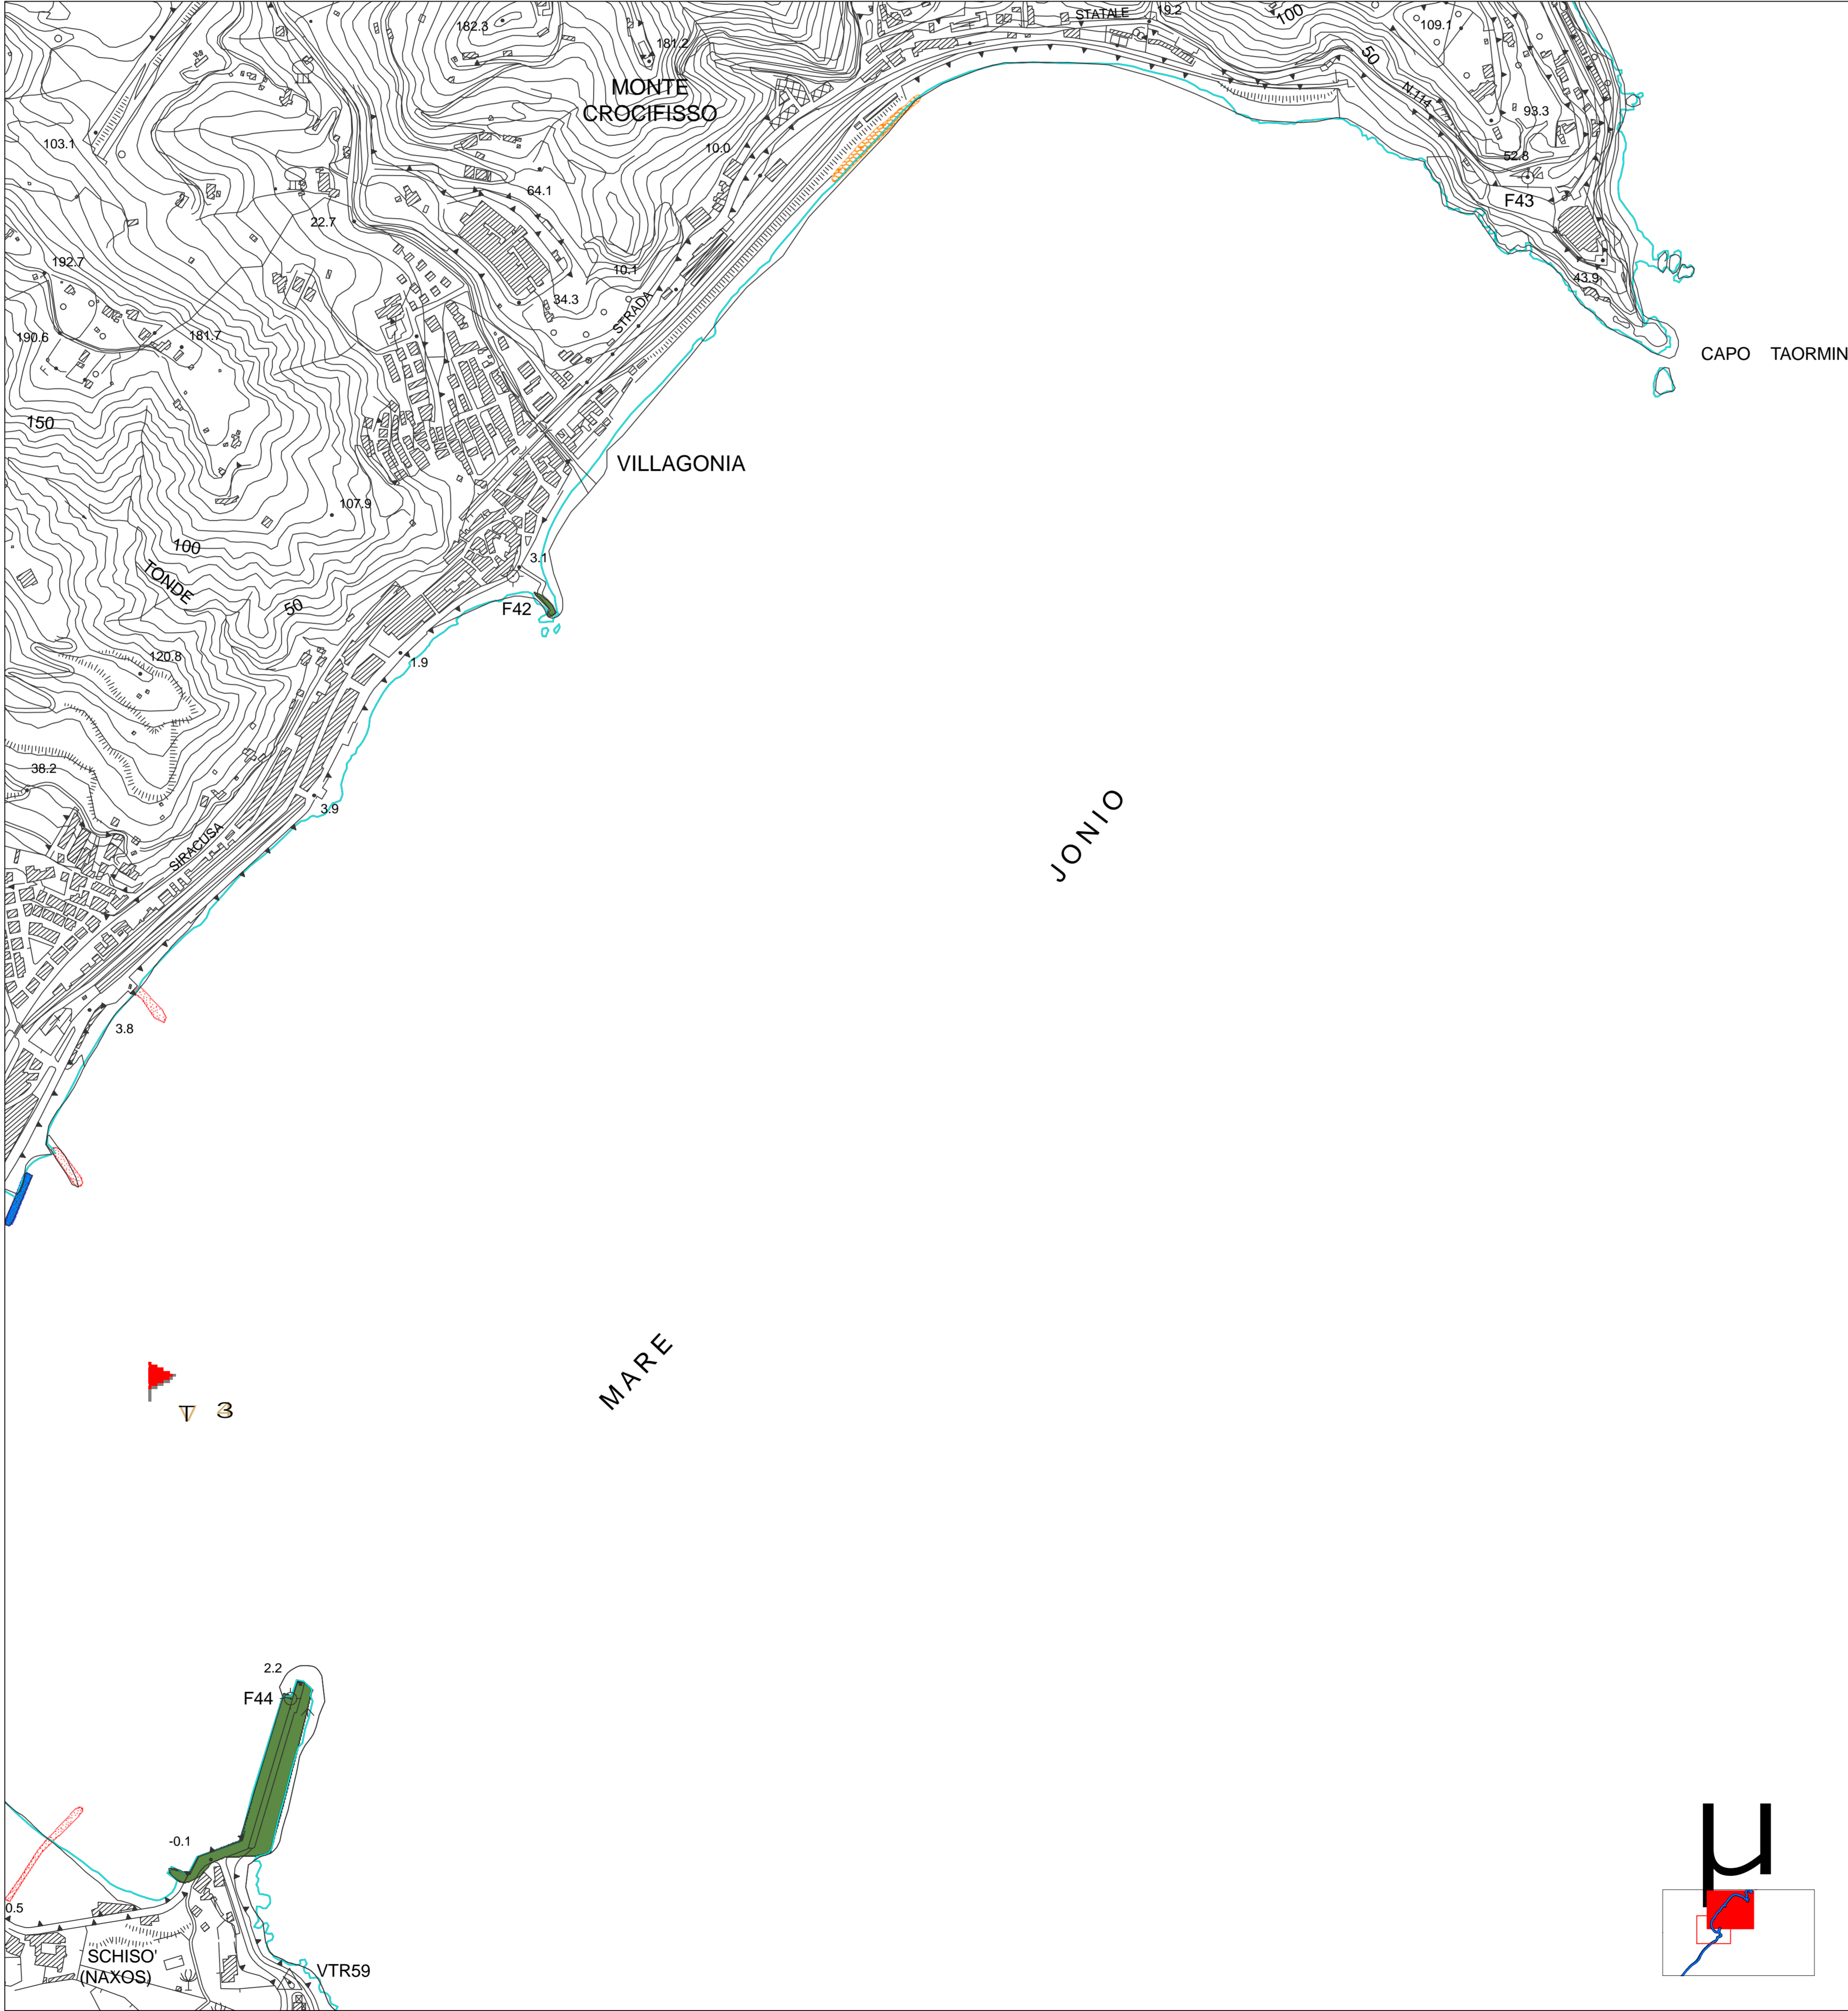 182.3
181.2
STATALE
19.2
100
109.1
MONTE
CROCIFISSO
50
N.114
93.3
103.1
10.0
52.8
64.1
F43
22.7
192.7
10.1
43.9
34.3
STRADA
190.6
181.7
CAPO TAORMIN
150
VILLAGONIA
107.9
100
3.1
TONDE
50
F42
120.8
1.9
38.2
3.9
JONIO
SIRACUSA
3.8
MARE
3
2.2
F44
-0.1
µ
0.5
SCHISO'
(NAXOS)
VTR59